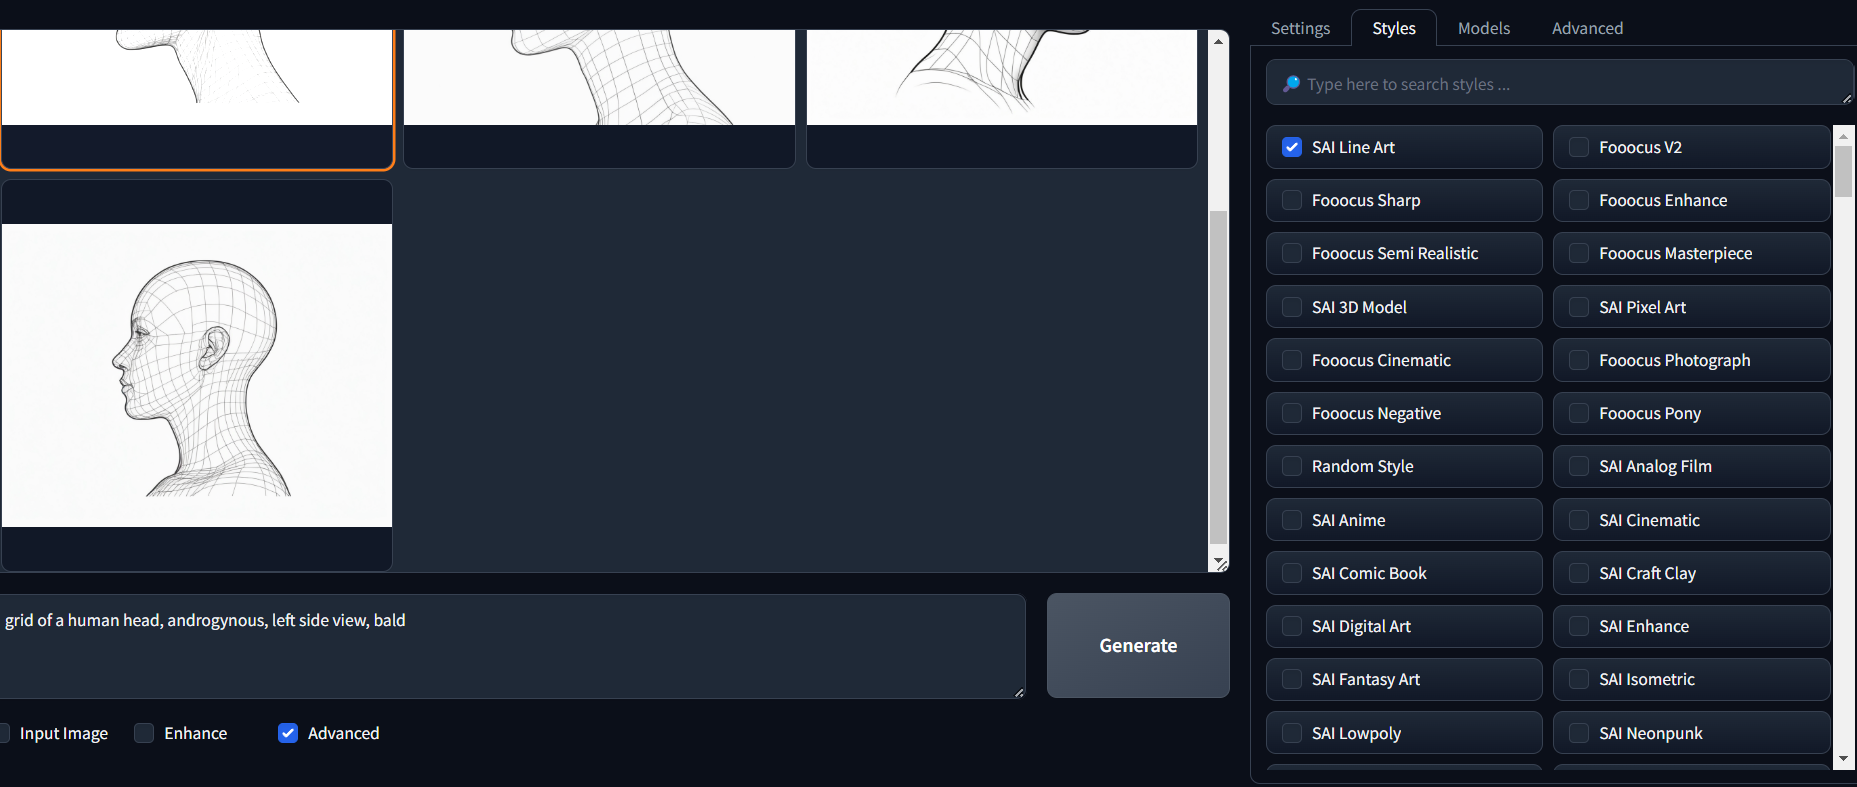 Settings Styles Models Advanced
Type here to search styles ...
SAI Line Art
Fooocus V2
Fooocus Sharp
Fooocus Enhance
Fooocus Semi Realistic
Fooocus Masterpiece
SAI 3D Model
SAI Pixel Art
Fooocus Cinematic
Fooocus Photograph
Fooocus Negative
Fooocus Pony
Random Style
SAI Analog Film
SAI Anime
SAI Cinematic
SAI Comic Book
SAI Craft Clay
SAI Digital Art
SAI Enhance
SAI Fantasy Art
SAI Isometric
SAI Lowpoly
SAI Neonpunk
grid of a human head, androgynous, left side view, bald
Generate
Input Image
Enhance
Advanced